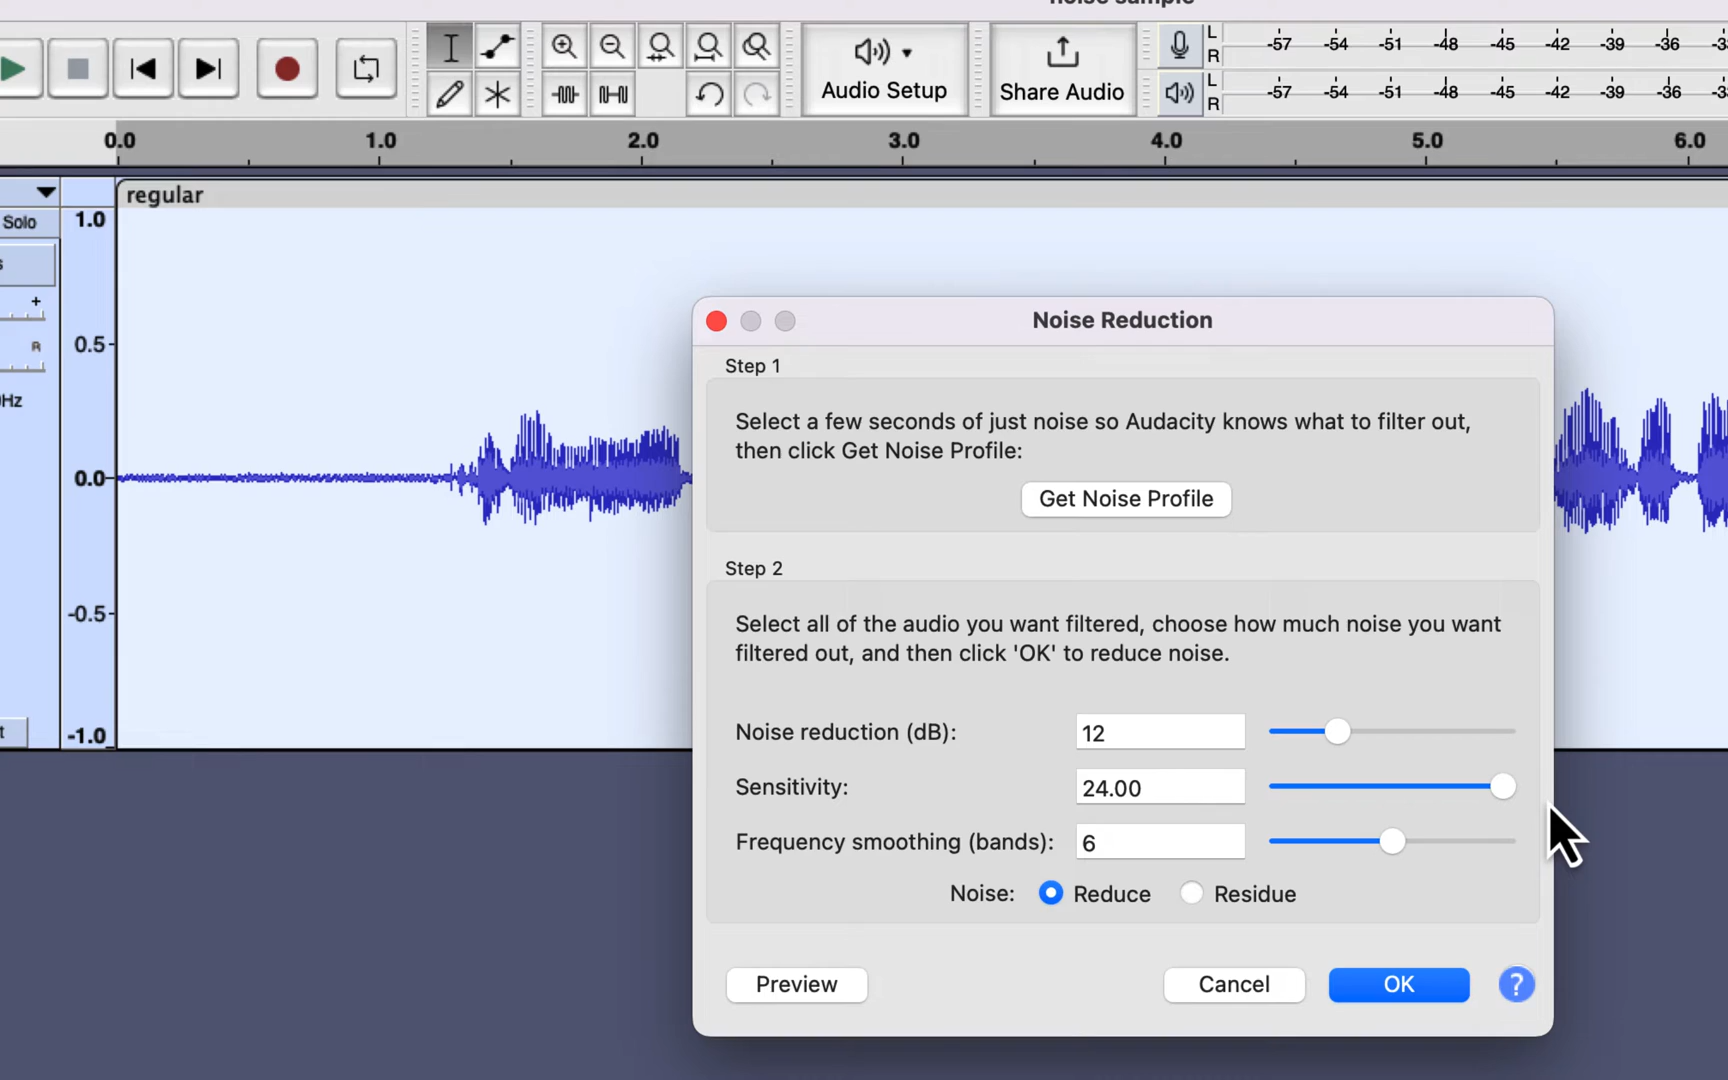 noise sample
L
R
-57 -54 -51 -48 -45 -42 -39 -36
Audio Setup
Share Audio
L
R
-57 -54 -51 -48 -45 -42 -39 -36
0.0 1.0 2.0 3.0 4.0 5.0 6.0
regular
Solo
1.0
+
0.5
R
Hz
0.0
-0.5
-1.0
Noise Reduction
Step 1
Select a few seconds of just noise so Audacity knows what to filter out,
then click Get Noise Profile:
Get Noise Profile
Step 2
Select all of the audio you want filtered, choose how much noise you want
filtered out, and then click 'OK' to reduce noise.
Noise reduction (dB): 12
Sensitivity: 24.00
Frequency smoothing (bands): 6
Noise: Reduce Residue
Preview Cancel OK ?